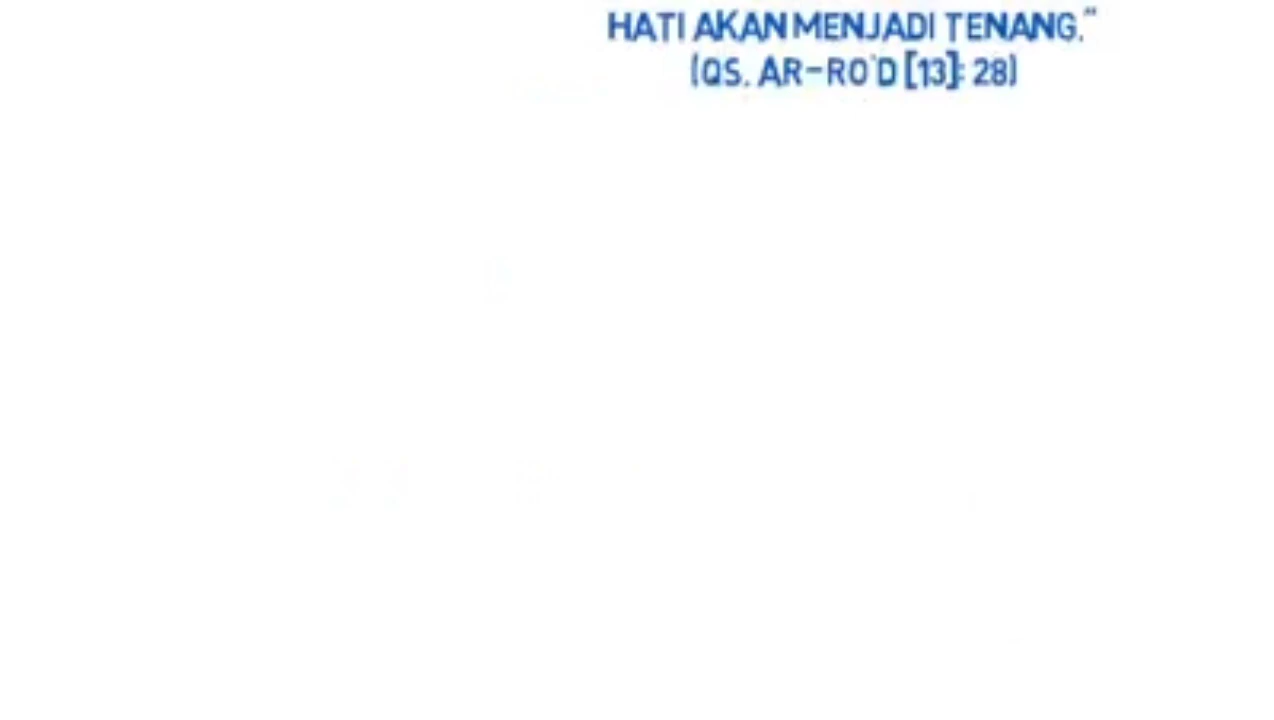 HATI AKAN MENJADI TENANG."
(QS. AR-RO'D [13]: 28)